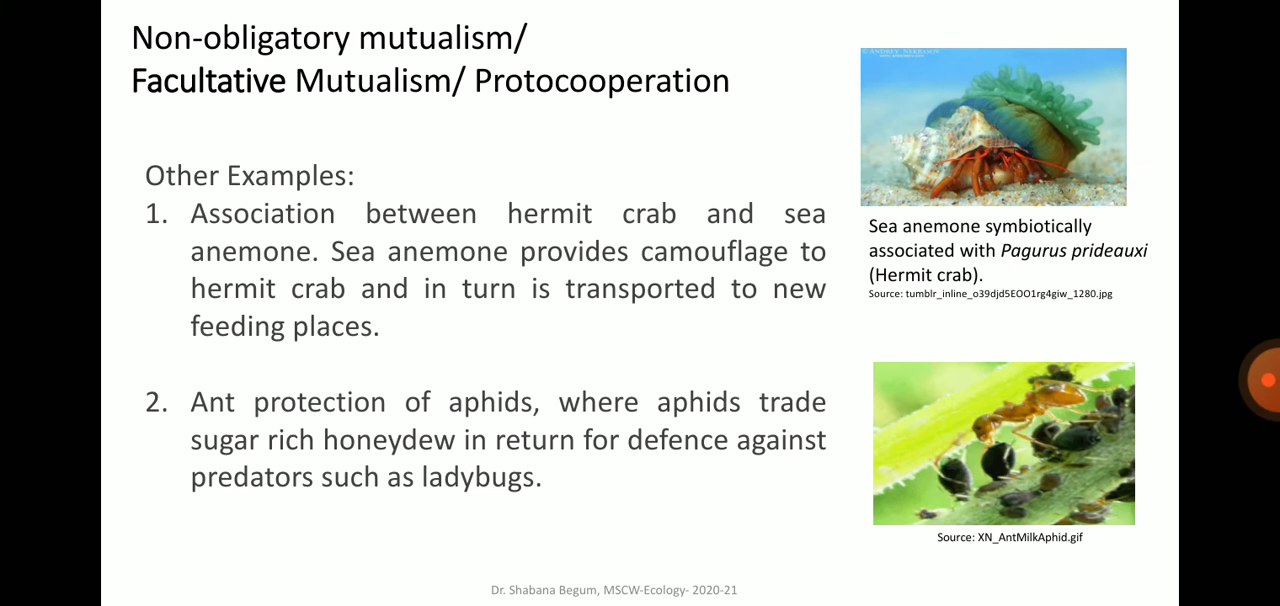 Non-obligatory mutualism/
Facultative Mutualism/ Protocooperation
Other Examples:
1. Association between hermit crab and sea
anemone. Sea anemone provides camouflage to
hermit crab and in turn is transported to new
feeding places.
2. Ant protection of aphids, where aphids trade
sugar rich honeydew in return for defence against
predators such as ladybugs.
© ANDREY NEKRASOV
Sea anemone symbiotically
associated with Pagurus prideauxi
(Hermit crab).
Source: tumblr_inline_o39djd5EOO1rg4giw_1280.jpg
Source: XN_AntMilkAphid.gif
Dr. Shabana Begum, MSCW-Ecology- 2020-21